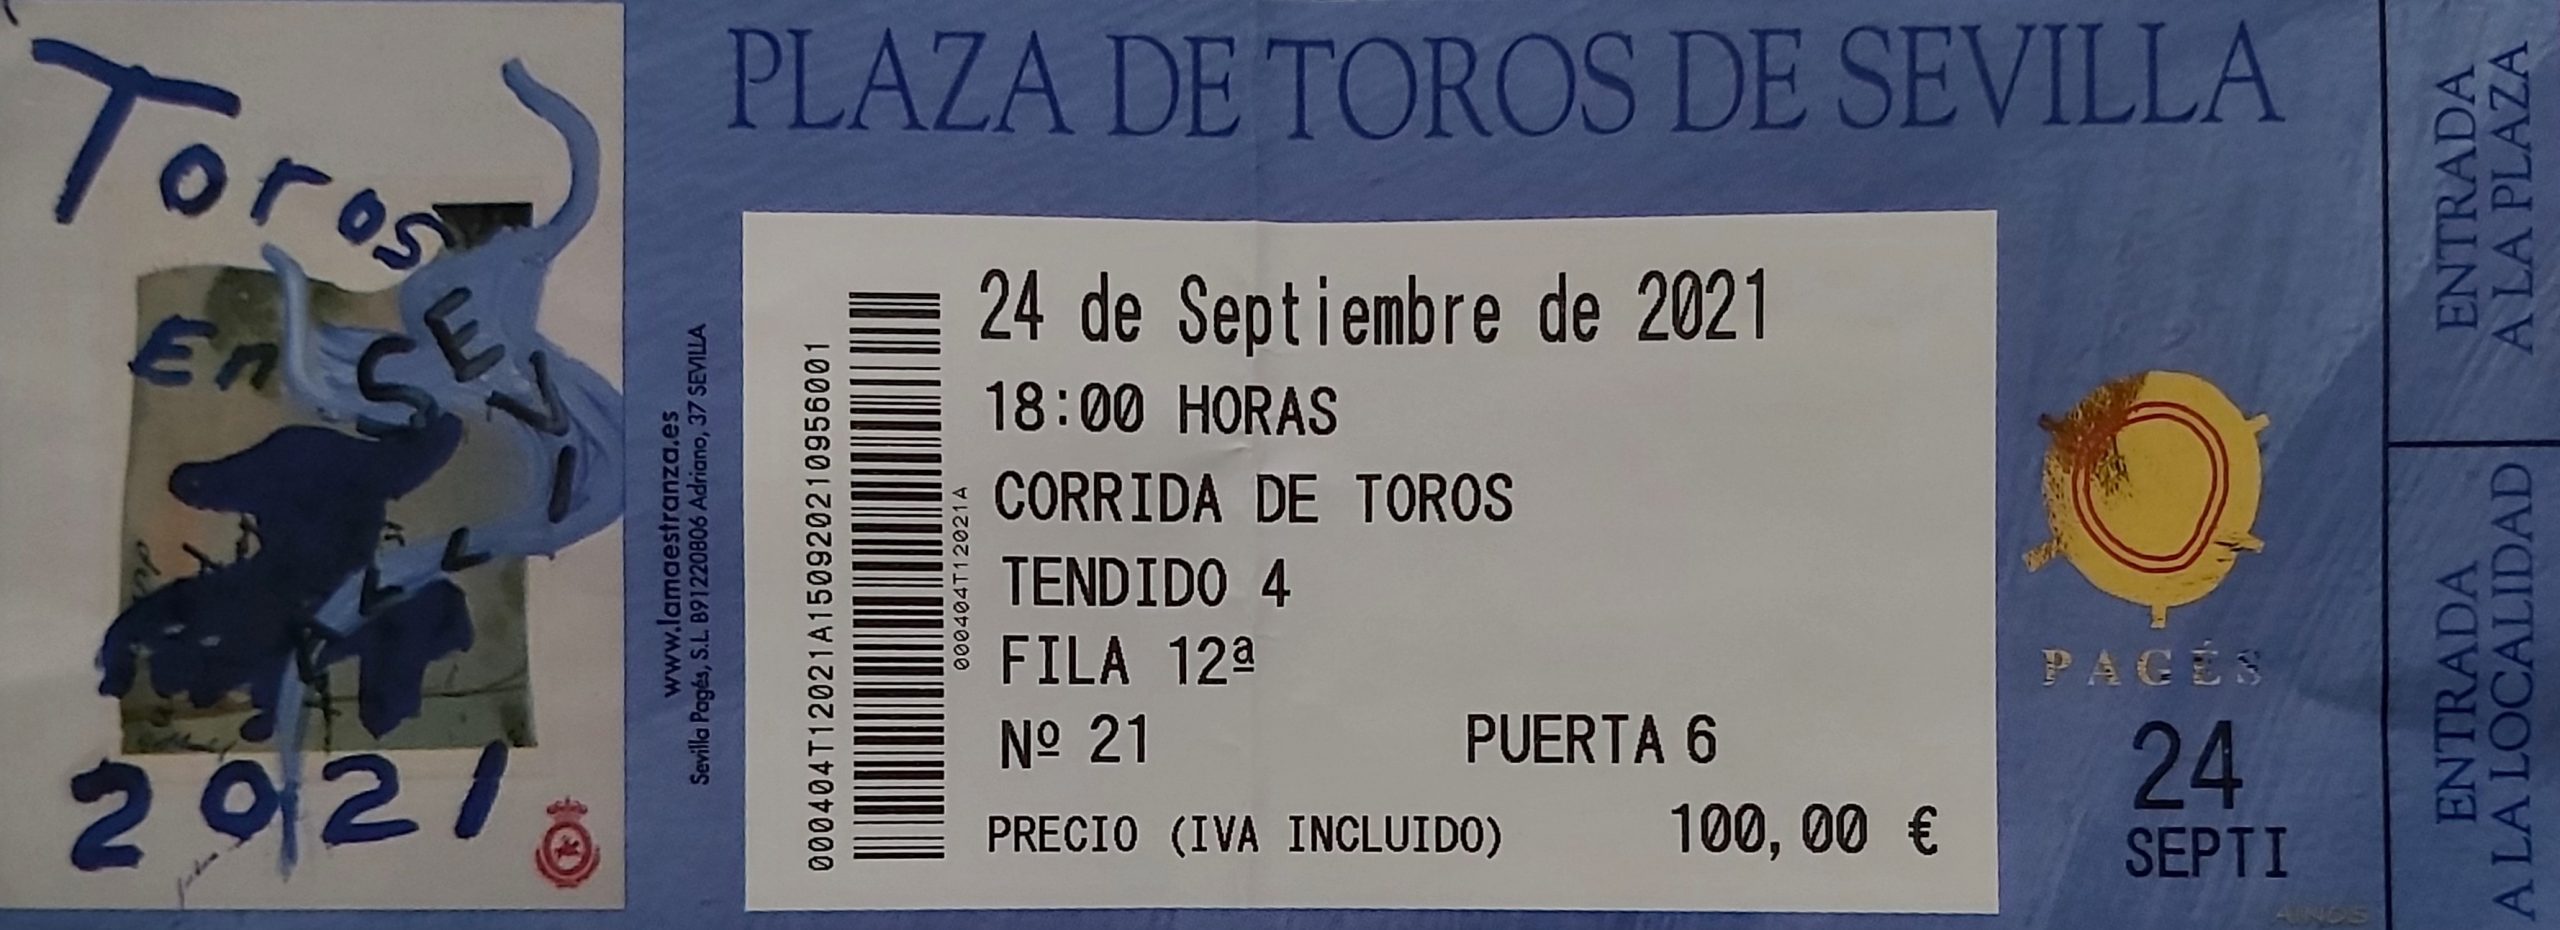 Toros
En SEVILLA
2021
www.lamaestranza.es
Sevilla Pagés, S.L. B91220806 Adriano, 37 SEVILLA
PLAZA DE TOROS DE SEVILLA
000404T12021A1509202109560​01
000404T12021A
24 de Septiembre de 2021
18:00 HORAS
CORRIDA DE TOROS
TENDIDO 4
FILA 12ª
Nº 21 PUERTA 6
PRECIO (IVA INCLUIDO) 100,00 €
PAGÉS
24
SEPTI
ENTRADA
A LA PLAZA
ENTRADA
A LA LOCALIDAD